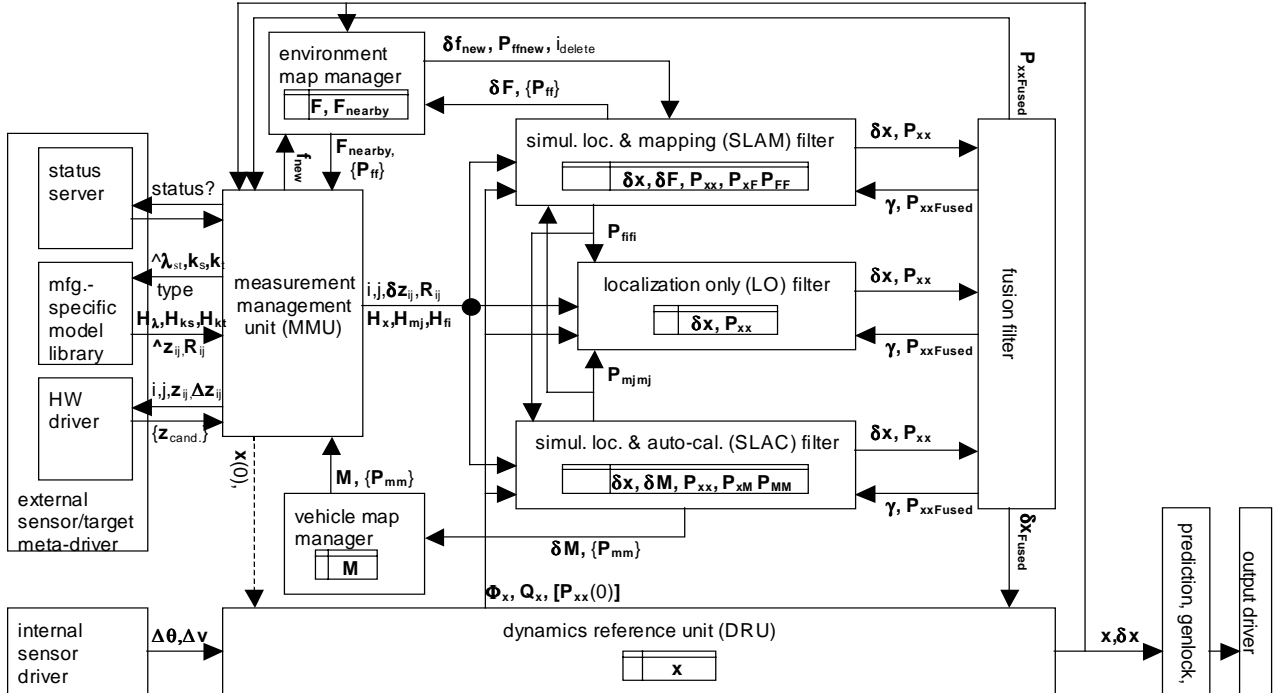 environment
map manager
F, F_nearby
δf_new, P_ffnew, i_delete
δF, {P_ff}
P_xxFused
simul. loc. & mapping (SLAM) filter
δx, δF, P_xx, P_xF P_FF
δx, P_xx
γ, P_xxFused
f_new
F_nearby,
{P_ff}
status
server
status?
mfg.-
specific
model
library
^λ_st,k_s,k_t
type
H_λ,H_ks,H_kt
^z_ij,R_ij
HW
driver
i,j,z_ij,Δz_ij
{z_cand.}
external
sensor/target
meta-driver
measurement
management
unit (MMU)
i,j,δz_ij,R_ij
H_x,H_mj,H_fi
P_fifi
localization only (LO) filter
δx, P_xx
δx, P_xx
γ, P_xxFused
fusion filter
P_mjmj
simul. loc. & auto-cal. (SLAC) filter
δx, δM, P_xx, P_xM P_MM
δx, P_xx
γ, P_xxFused
x(0),
M, {P_mm}
vehicle map
manager
M
δM, {P_mm}
δx_Fused
Φ_x, Q_x, [P_xx(0)]
internal
sensor
driver
Δθ,Δv
dynamics reference unit (DRU)
x
x,δx
prediction, genlock,
output driver